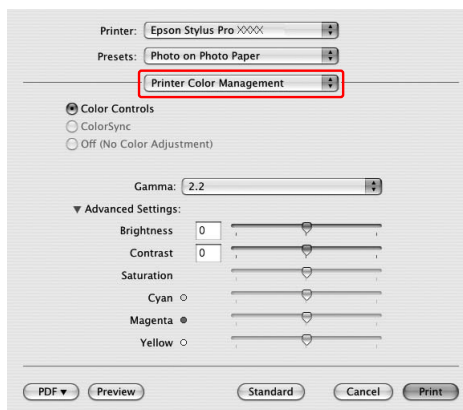 Printer: Epson Stylus Pro XXXX
Presets: Photo on Photo Paper
Printer Color Management
Color Controls
ColorSync
Off (No Color Adjustment)
Gamma: 2.2
▼ Advanced Settings:
Brightness 0
Contrast 0
Saturation
Cyan
Magenta
Yellow
PDF ▼ Preview Standard Cancel Print